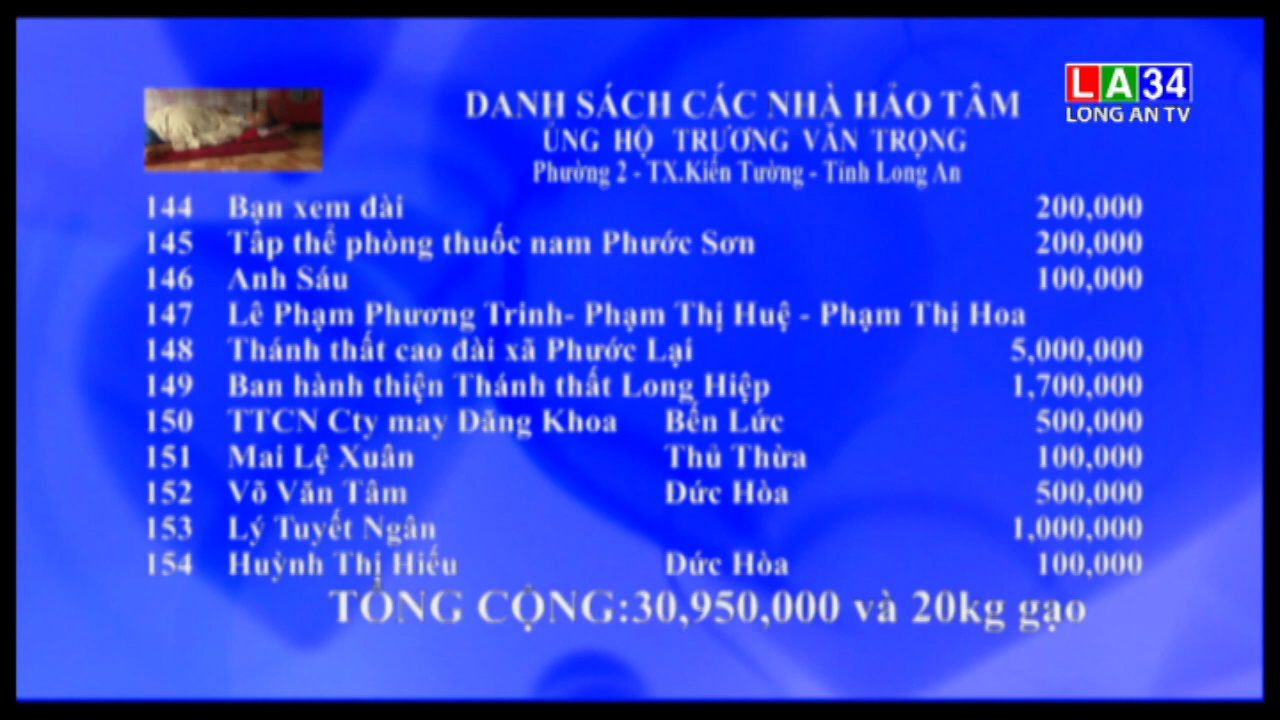 LA34
LONG AN TV
DANH SÁCH CÁC NHÀ HẢO TÂM
ỦNG HỘ TRƯƠNG VĂN TRỌNG
Phường 2 - TX.Kiến Tường - Tỉnh Long An
144 Bạn xem đài 200,000
145 Tập thể phòng thuốc nam Phước Sơn 200,000
146 Anh Sáu 100,000
147 Lê Phạm Phương Trinh- Phạm Thị Huệ - Phạm Thị Hoa
148 Thánh thất cao đài xã Phước Lại 5,000,000
149 Ban hành thiện Thánh thất Long Hiệp 1,700,000
150 TTCN Cty may Đăng Khoa Bến Lức 500,000
151 Mai Lệ Xuân Thủ Thừa 100,000
152 Võ Văn Tâm Đức Hòa 500,000
153 Lý Tuyết Ngân 1,000,000
154 Huỳnh Thị Hiếu Đức Hòa 100,000
TỔNG CỘNG:30,950,000 và 20kg gạo